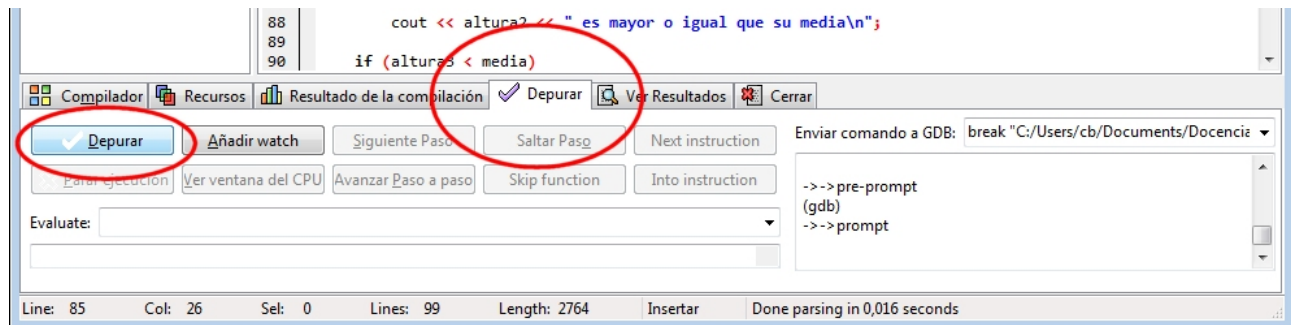 88 cout << altura2 << " es mayor o igual que su media\n";
89
90 if (altura3 < media)
Compilador Recursos Resultado de la compilación Depurar Ver Resultados Cerrar
Depurar Añadir watch Siguiente Paso Saltar Paso Next instruction Enviar comando a GDB: break "C:/Users/cb/Documents/Docencia
Parar ejecución Ver ventana del CPU Avanzar Paso a paso Skip function Into instruction
->->pre-prompt
(gdb)
->->prompt
Evaluate:
Line: 85 Col: 26 Sel: 0 Lines: 99 Length: 2764 Insertar Done parsing in 0,016 seconds